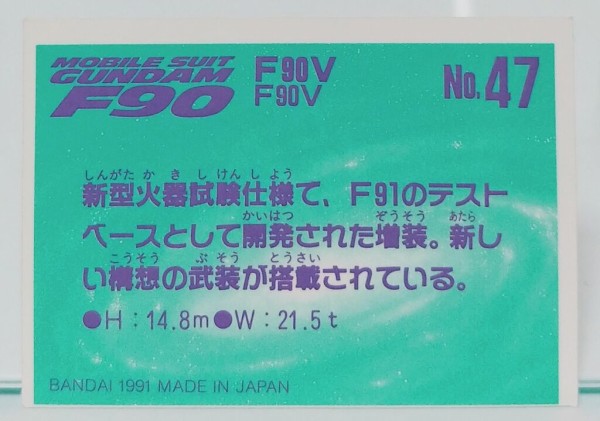 MOBILE SUIT
GUNDAM
F90
F90V
F90V
No.47
しんがたかきしけんしよう
新型火器試験仕様で、F91のテスト
かいはつ ぞうそう あたら
ベースとして開発された増装。新し
こうそう ぶそう とうさい
い構想の武装が搭載されている。
●H:14.8m●W:21.5t
BANDAI 1991 MADE IN JAPAN